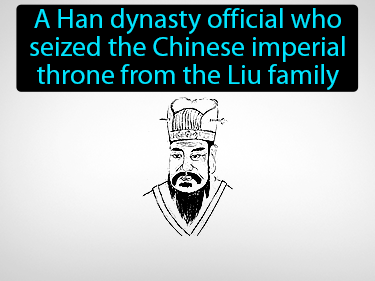 A Han dynasty official who
seized the Chinese imperial
throne from the Liu family